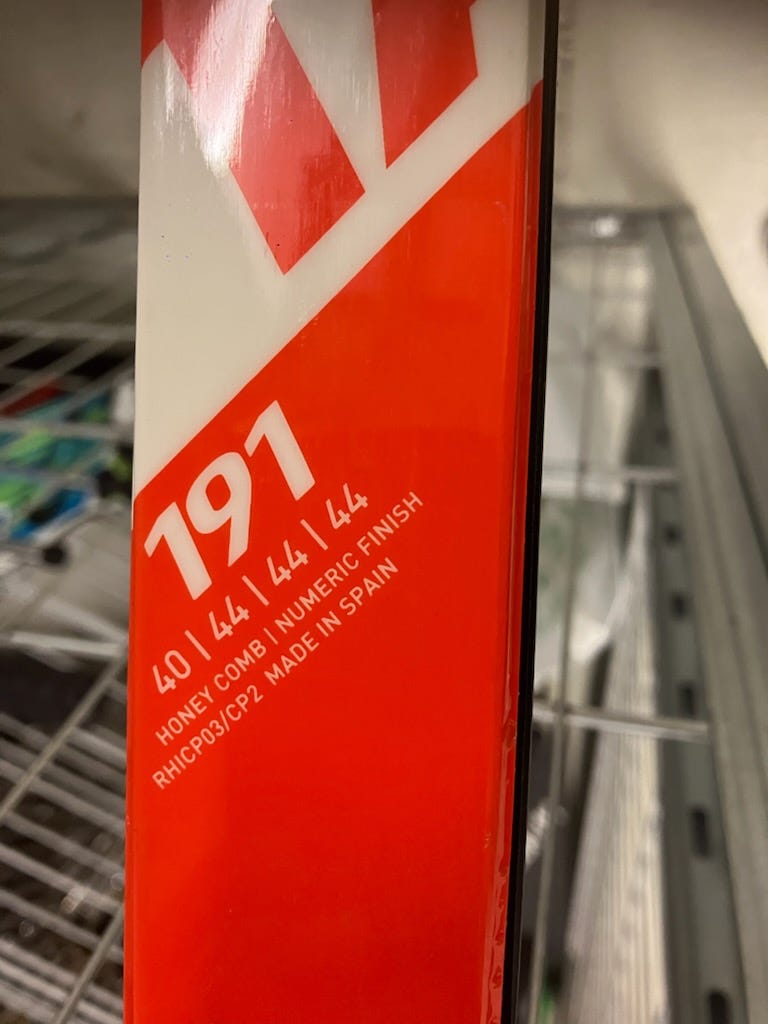 191
40 | 44 | 44 | 44
HONEY COMB | NUMERIC FINISH
RHICP03/CP2 MADE IN SPAIN